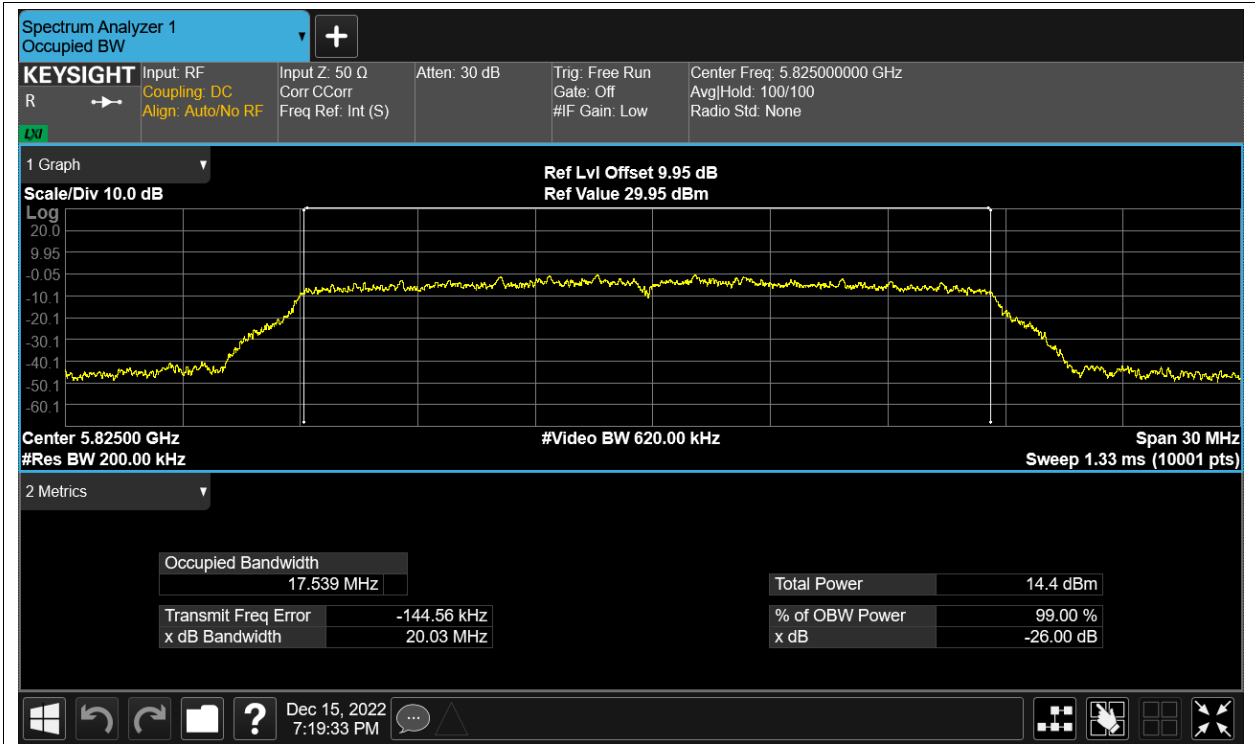 Spectrum Analyzer 1
Occupied BW
KEYSIGHT
R
LXI
Input: RF
Coupling: DC
Align: Auto/No RF
Input Z: 50 Ω
Corr CCorr
Freq Ref: Int (S)
Atten: 30 dB
Trig: Free Run
Gate: Off
#IF Gain: Low
Center Freq: 5.825000000 GHz
Avg|Hold: 100/100
Radio Std: None
1 Graph
Scale/Div 10.0 dB
Ref Lvl Offset 9.95 dB
Ref Value 29.95 dBm
Log
20.0
9.95
-0.05
-10.1
-20.1
-30.1
-40.1
-50.1
-60.1
Center 5.82500 GHz
#Video BW 620.00 kHz
Span 30 MHz
#Res BW 200.00 kHz
Sweep 1.33 ms (10001 pts)
2 Metrics
Occupied Bandwidth
17.539 MHz
Transmit Freq Error -144.56 kHz
x dB Bandwidth 20.03 MHz
Total Power 14.4 dBm
% of OBW Power 99.00 %
x dB -26.00 dB
?
Dec 15, 2022
7:19:33 PM